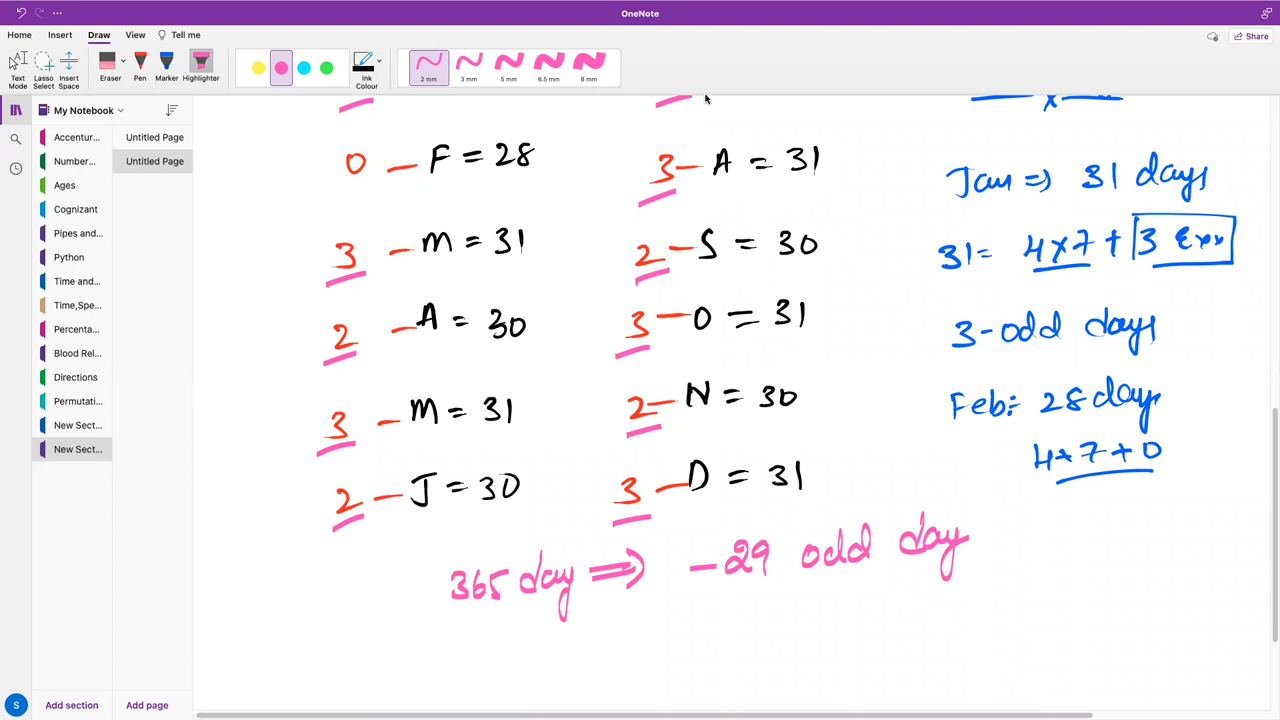 OneNote
Home Insert Draw View Tell me
Share
Text Mode
Lasso Select
Insert Space
Eraser
Pen
Marker
Highlighter
Ink Colour
2 mm
3 mm
5 mm
6.5 mm
8 mm
My Notebook
Accentur...
Number...
Ages
Cognizant
Pipes and...
Python
Time and...
Time,Spe...
Percenta...
Blood Rel...
Directions
Permutati...
New Sect...
New Sect...
Untitled Page
Untitled Page
0 – F = 28
3 – M = 31
2 – A = 30
3 – M = 31
2 – J = 30
3 – A = 31
2 – S = 30
3 – O = 31
2 – N = 30
3 – D = 31
365 day ⇒ – 29 odd day
Jan ⇒ 31 days
31 = 4x7 + 3
3-odd days
Feb: 28 days
4x7+0
S
Add section
Add page